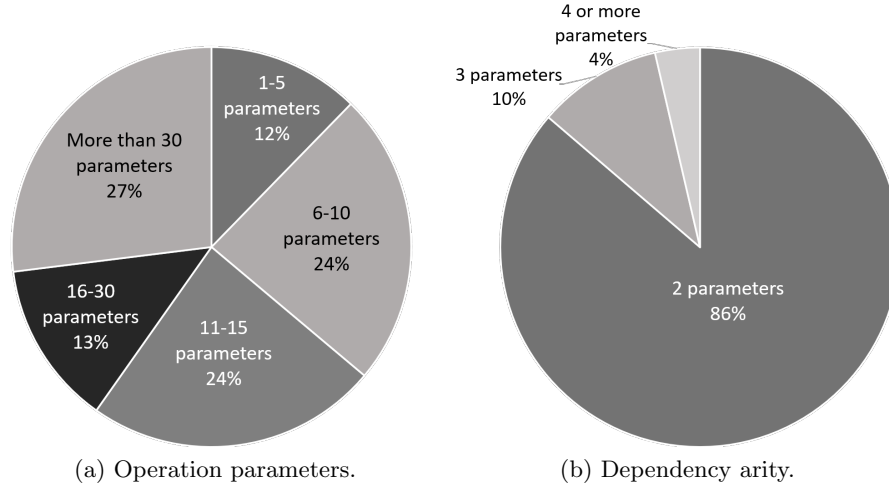 1-5
parameters
12%
6-10
parameters
24%
11-15
parameters
24%
16-30
parameters
13%
More than 30
parameters
27%
(a) Operation parameters.
4 or more
parameters
4%
3 parameters
10%
2 parameters
86%
(b) Dependency arity.